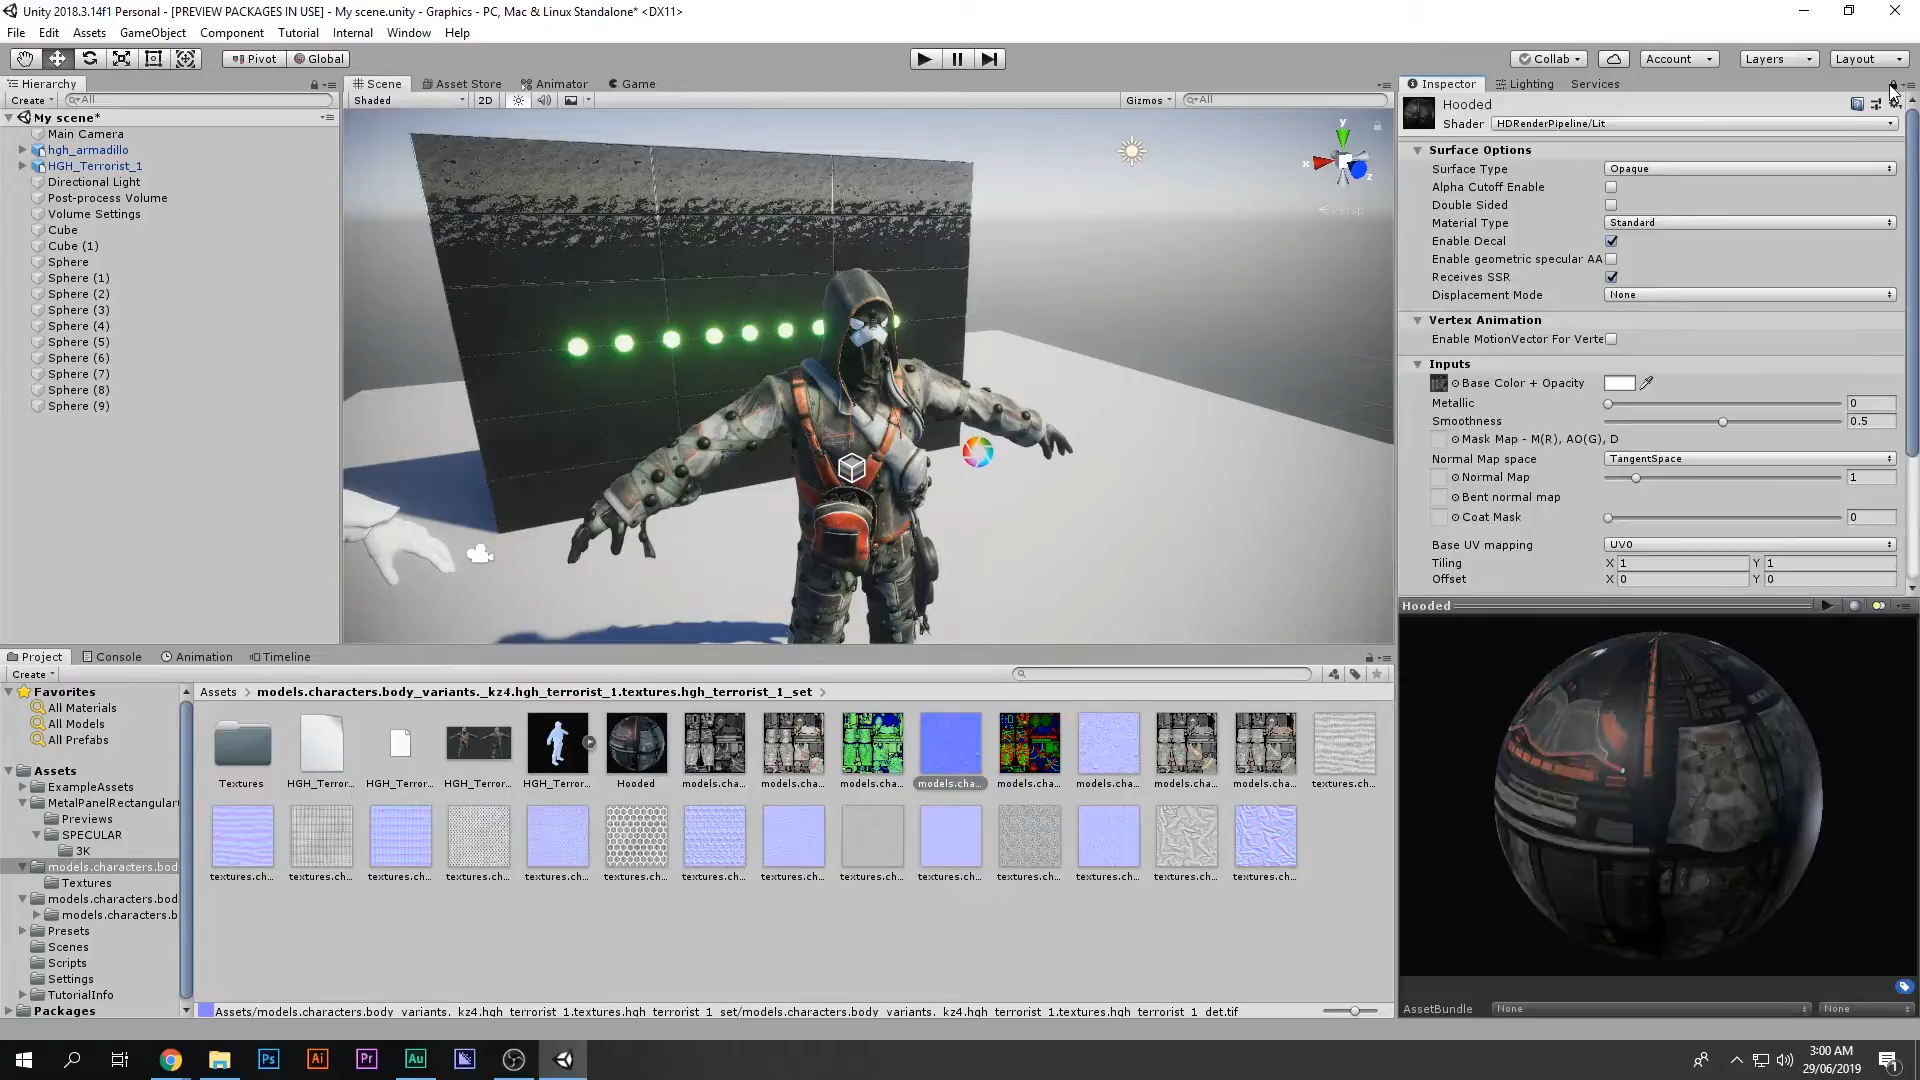 Unity 2018.3.14f1 Personal - [PREVIEW PACKAGES IN USE] - My scene.unity - Graphics - PC, Mac & Linux Standalone* <DX11>
File Edit Assets GameObject Component Tutorial Internal Window Help
Pivot Global Collab Account Layers Layout
Hierarchy
Create All
My scene*
Main Camera
hgh_armadillo
HGH_Terrorist_1
Directional Light
Post-process Volume
Volume Settings
Cube
Cube (1)
Sphere
Sphere (1)
Sphere (2)
Sphere (3)
Sphere (4)
Sphere (5)
Sphere (6)
Sphere (7)
Sphere (8)
Sphere (9)
Scene Asset Store Animator Game
Shaded 2D Gizmos All
y
x
z
Persp
Inspector Lighting Services
Hooded
Shader HDRenderPipeline/Lit
Surface Options
Surface Type Opaque
Alpha Cutoff Enable
Double Sided
Material Type Standard
Enable Decal
Enable geometric specular AA
Receives SSR
Displacement Mode None
Vertex Animation
Enable MotionVector For Verte
Inputs
Base Color + Opacity
Metallic 0
Smoothness 0.5
Mask Map - M(R), AO(G), D
Normal Map space TangentSpace
Normal Map 1
Bent normal map
Coat Mask 0
Base UV mapping UV0
Tiling X 1 Y 1
Offset X 0 Y 0
Hooded
AssetBundle None None
Project Console Animation Timeline
Create
Favorites
All Materials
All Models
All Prefabs
Assets
ExampleAssets
MetalPanelRectangular
Previews
SPECULAR
3K
models.characters.bod
Textures
models.characters.bod
models.characters.b
Presets
Scenes
Scripts
Settings
TutorialInfo
Packages
Assets models.characters.body_variants._kz4.hgh_terrorist_1.textures.hgh_terrorist_1_set
Textures HGH_Terror... HGH_Terror... HGH_Terror... HGH_Terror... Hooded models.cha... models.cha... models.cha... models.cha... models.cha... models.cha... models.cha... models.cha... textures.ch...
textures.ch... textures.ch... textures.ch... textures.ch... textures.ch... textures.ch... textures.ch... textures.ch... textures.ch... textures.ch... textures.ch... textures.ch... textures.ch... textures.ch...
Assets/models.characters.body_variants._kz4.hgh_terrorist_1.textures.hgh_terrorist_1_set/models.characters.body_variants._kz4.hgh_terrorist_1.textures.hgh_terrorist_1_det.tif
Ps Ai Pr Au
3:00 AM
29/06/2019
1